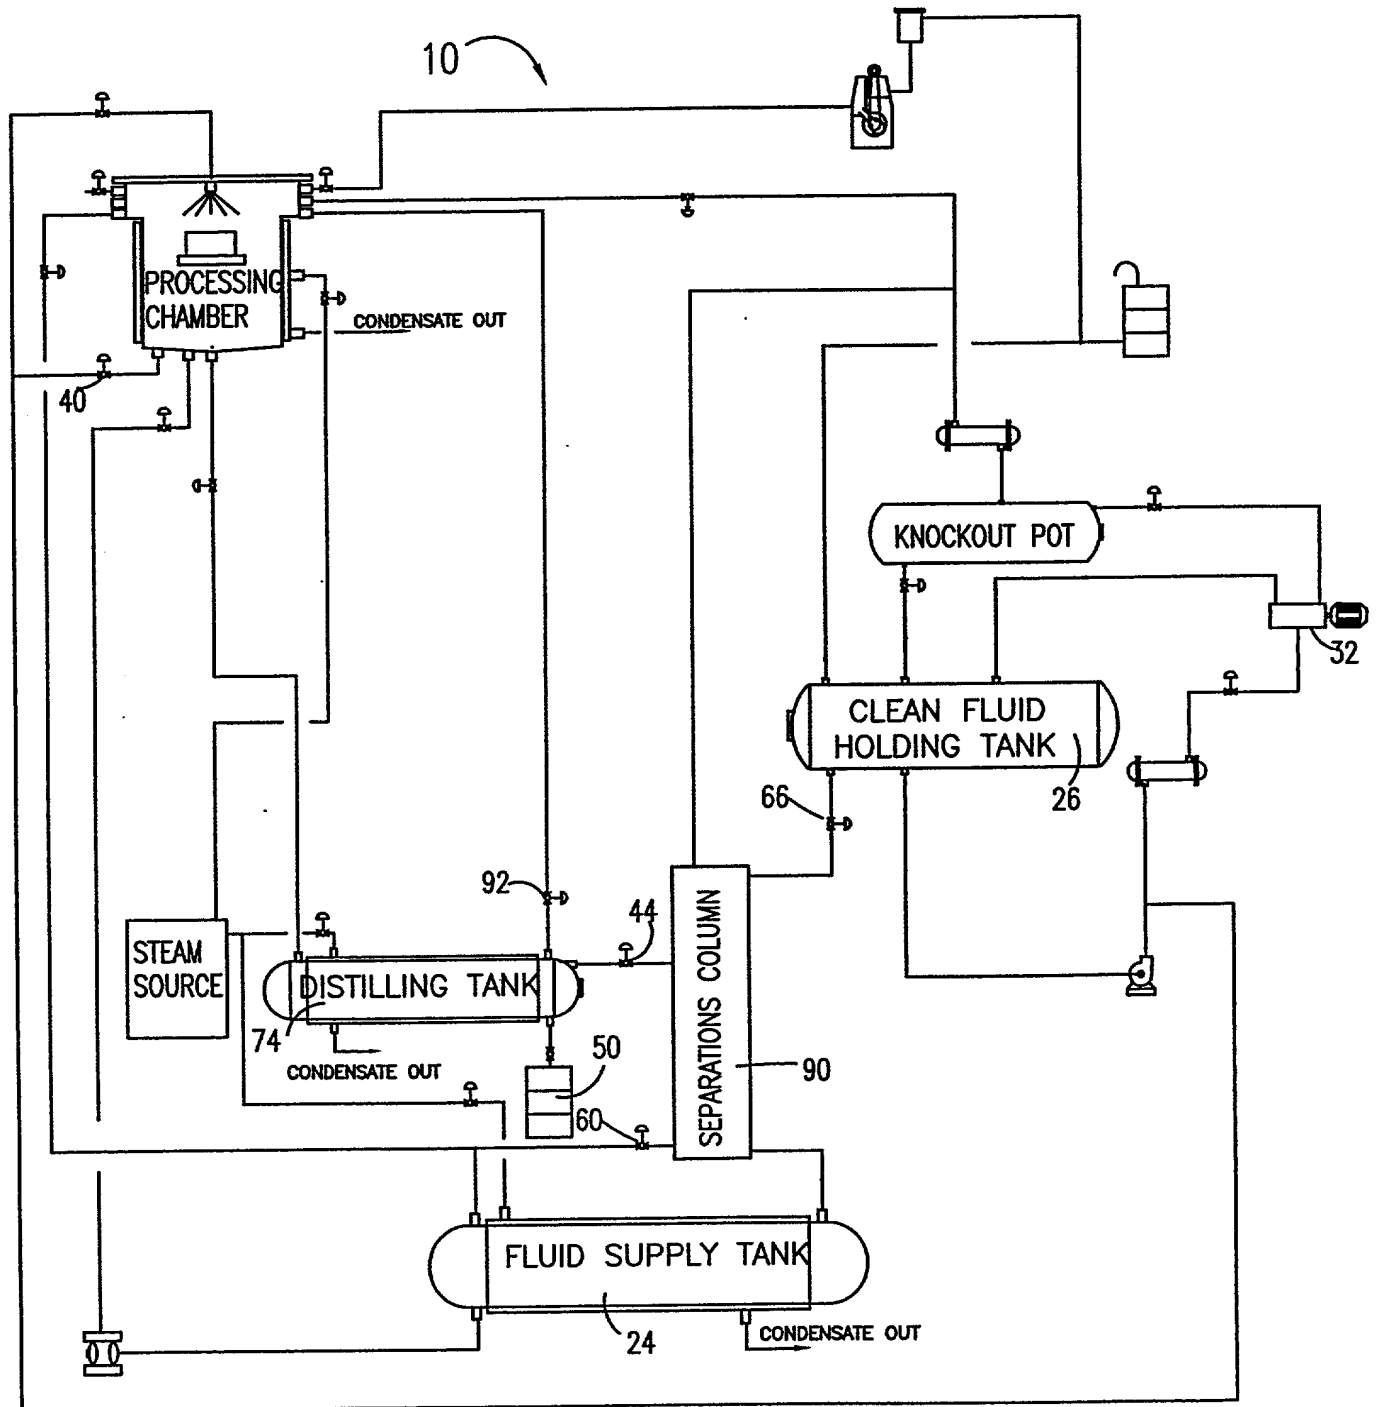 10
PROCESSING
CHAMBER
CONDENSATE OUT
40
KNOCKOUT POT
32
CLEAN FLUID
HOLDING TANK
26
66
92
44
STEAM
SOURCE
DISTILLING TANK
74
CONDENSATE OUT
50
60
SEPARATIONS COLUMN
90
FLUID SUPPLY TANK
24
CONDENSATE OUT